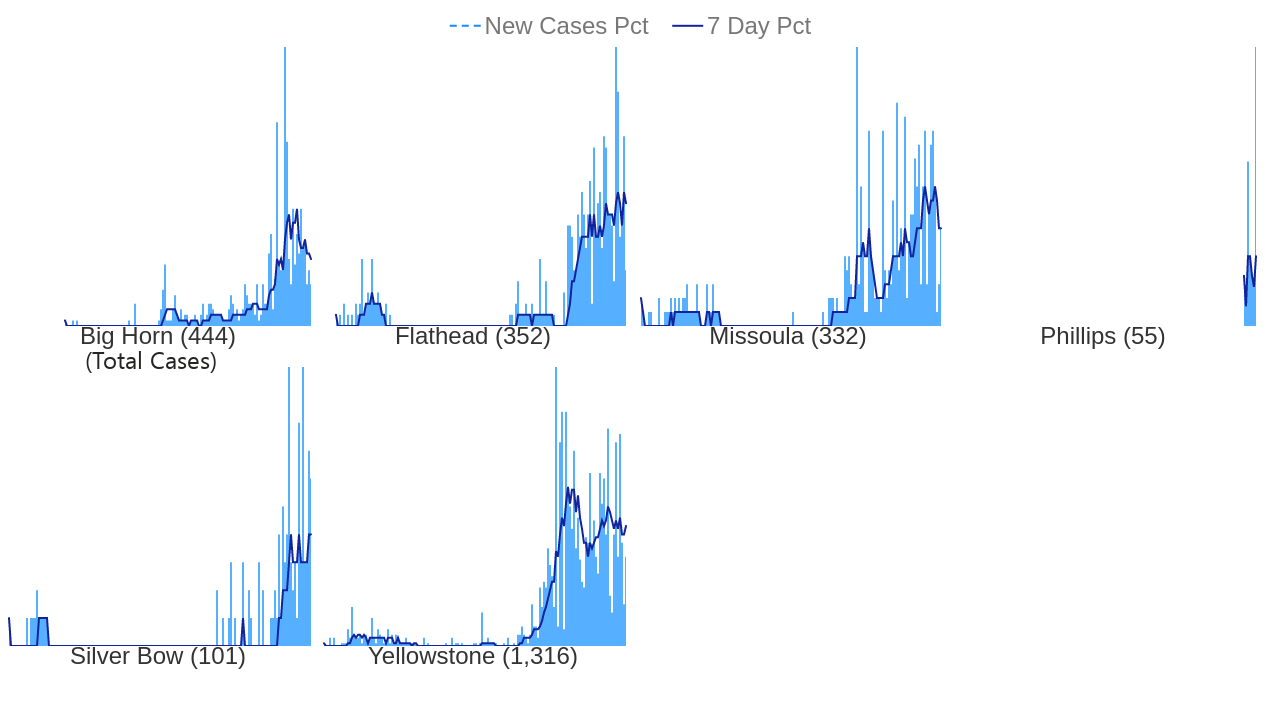 New Cases Pct 7 Day Pct
Big Horn (444) Flathead (352) Missoula (332) Phillips (55)
(Total Cases)
Silver Bow (101) Yellowstone (1,316)